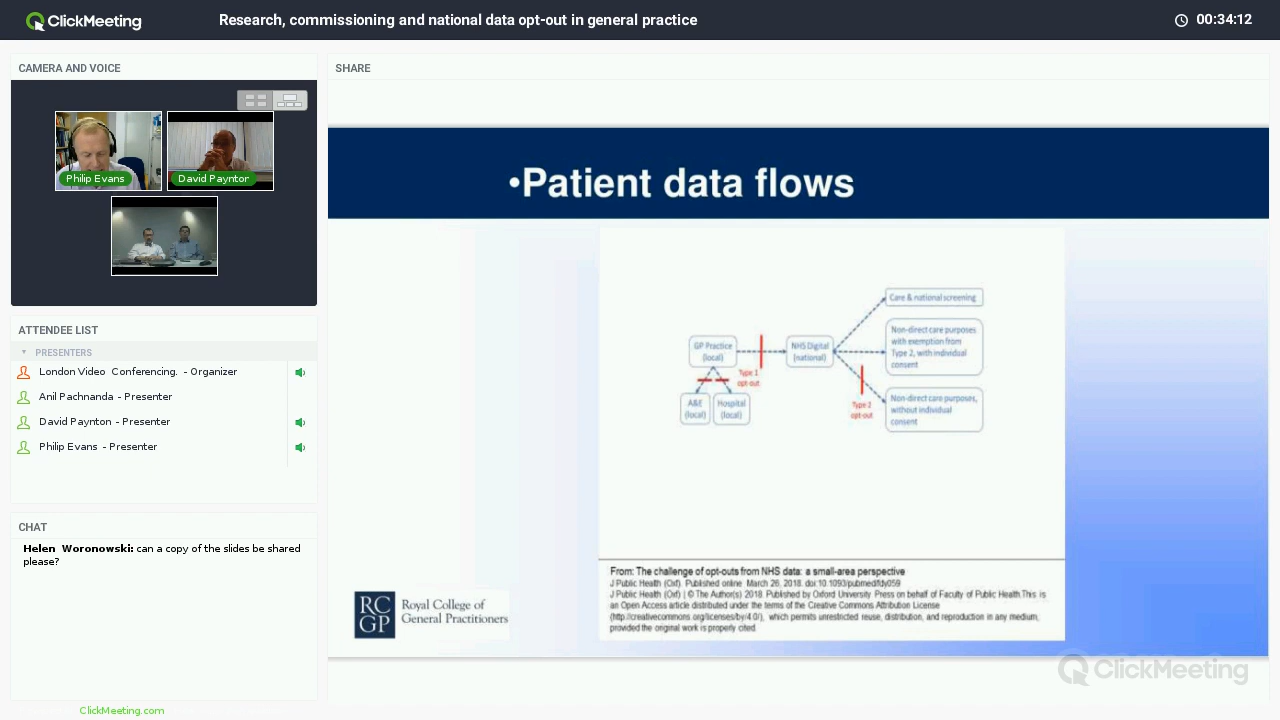 ClickMeeting
Research, commissioning and national data opt-out in general practice
00:34:12
CAMERA AND VOICE
Philip Evans
David Paynton
ATTENDEE LIST
PRESENTERS
London Video Conferencing. - Organizer
Anil Pachnanda - Presenter
David Paynton - Presenter
Philip Evans - Presenter
CHAT
Helen Woronowski: can a copy of the slides be shared
please?
ClickMeeting.com
SHARE
•Patient data flows
GP Practice
(local)
Type 1
opt-out
A&E
(local)
Hospital
(local)
NHS Digital
(national)
Care & national screening
Non-direct care purposes
with exemption from
Type 2, with individual
consent
Type 2
opt-out
Non-direct care purposes,
without individual
consent
From: The challenge of opt-outs from NHS data: a small-area perspective
J Public Health (Oxf). Published online March 26, 2018. doi:10.1093/pubmed/fdy059
J Public Health (Oxf) | © The Author(s) 2018. Published by Oxford University Press on behalf of Faculty of Public Health.This is
an Open Access article distributed under the terms of the Creative Commons Attribution License
(http://creativecommons.org/licenses/by/4.0/), which permits unrestricted reuse, distribution, and reproduction in any medium,
provided the original work is properly cited.
RC
GP
Royal College of
General Practitioners
ClickMeeting